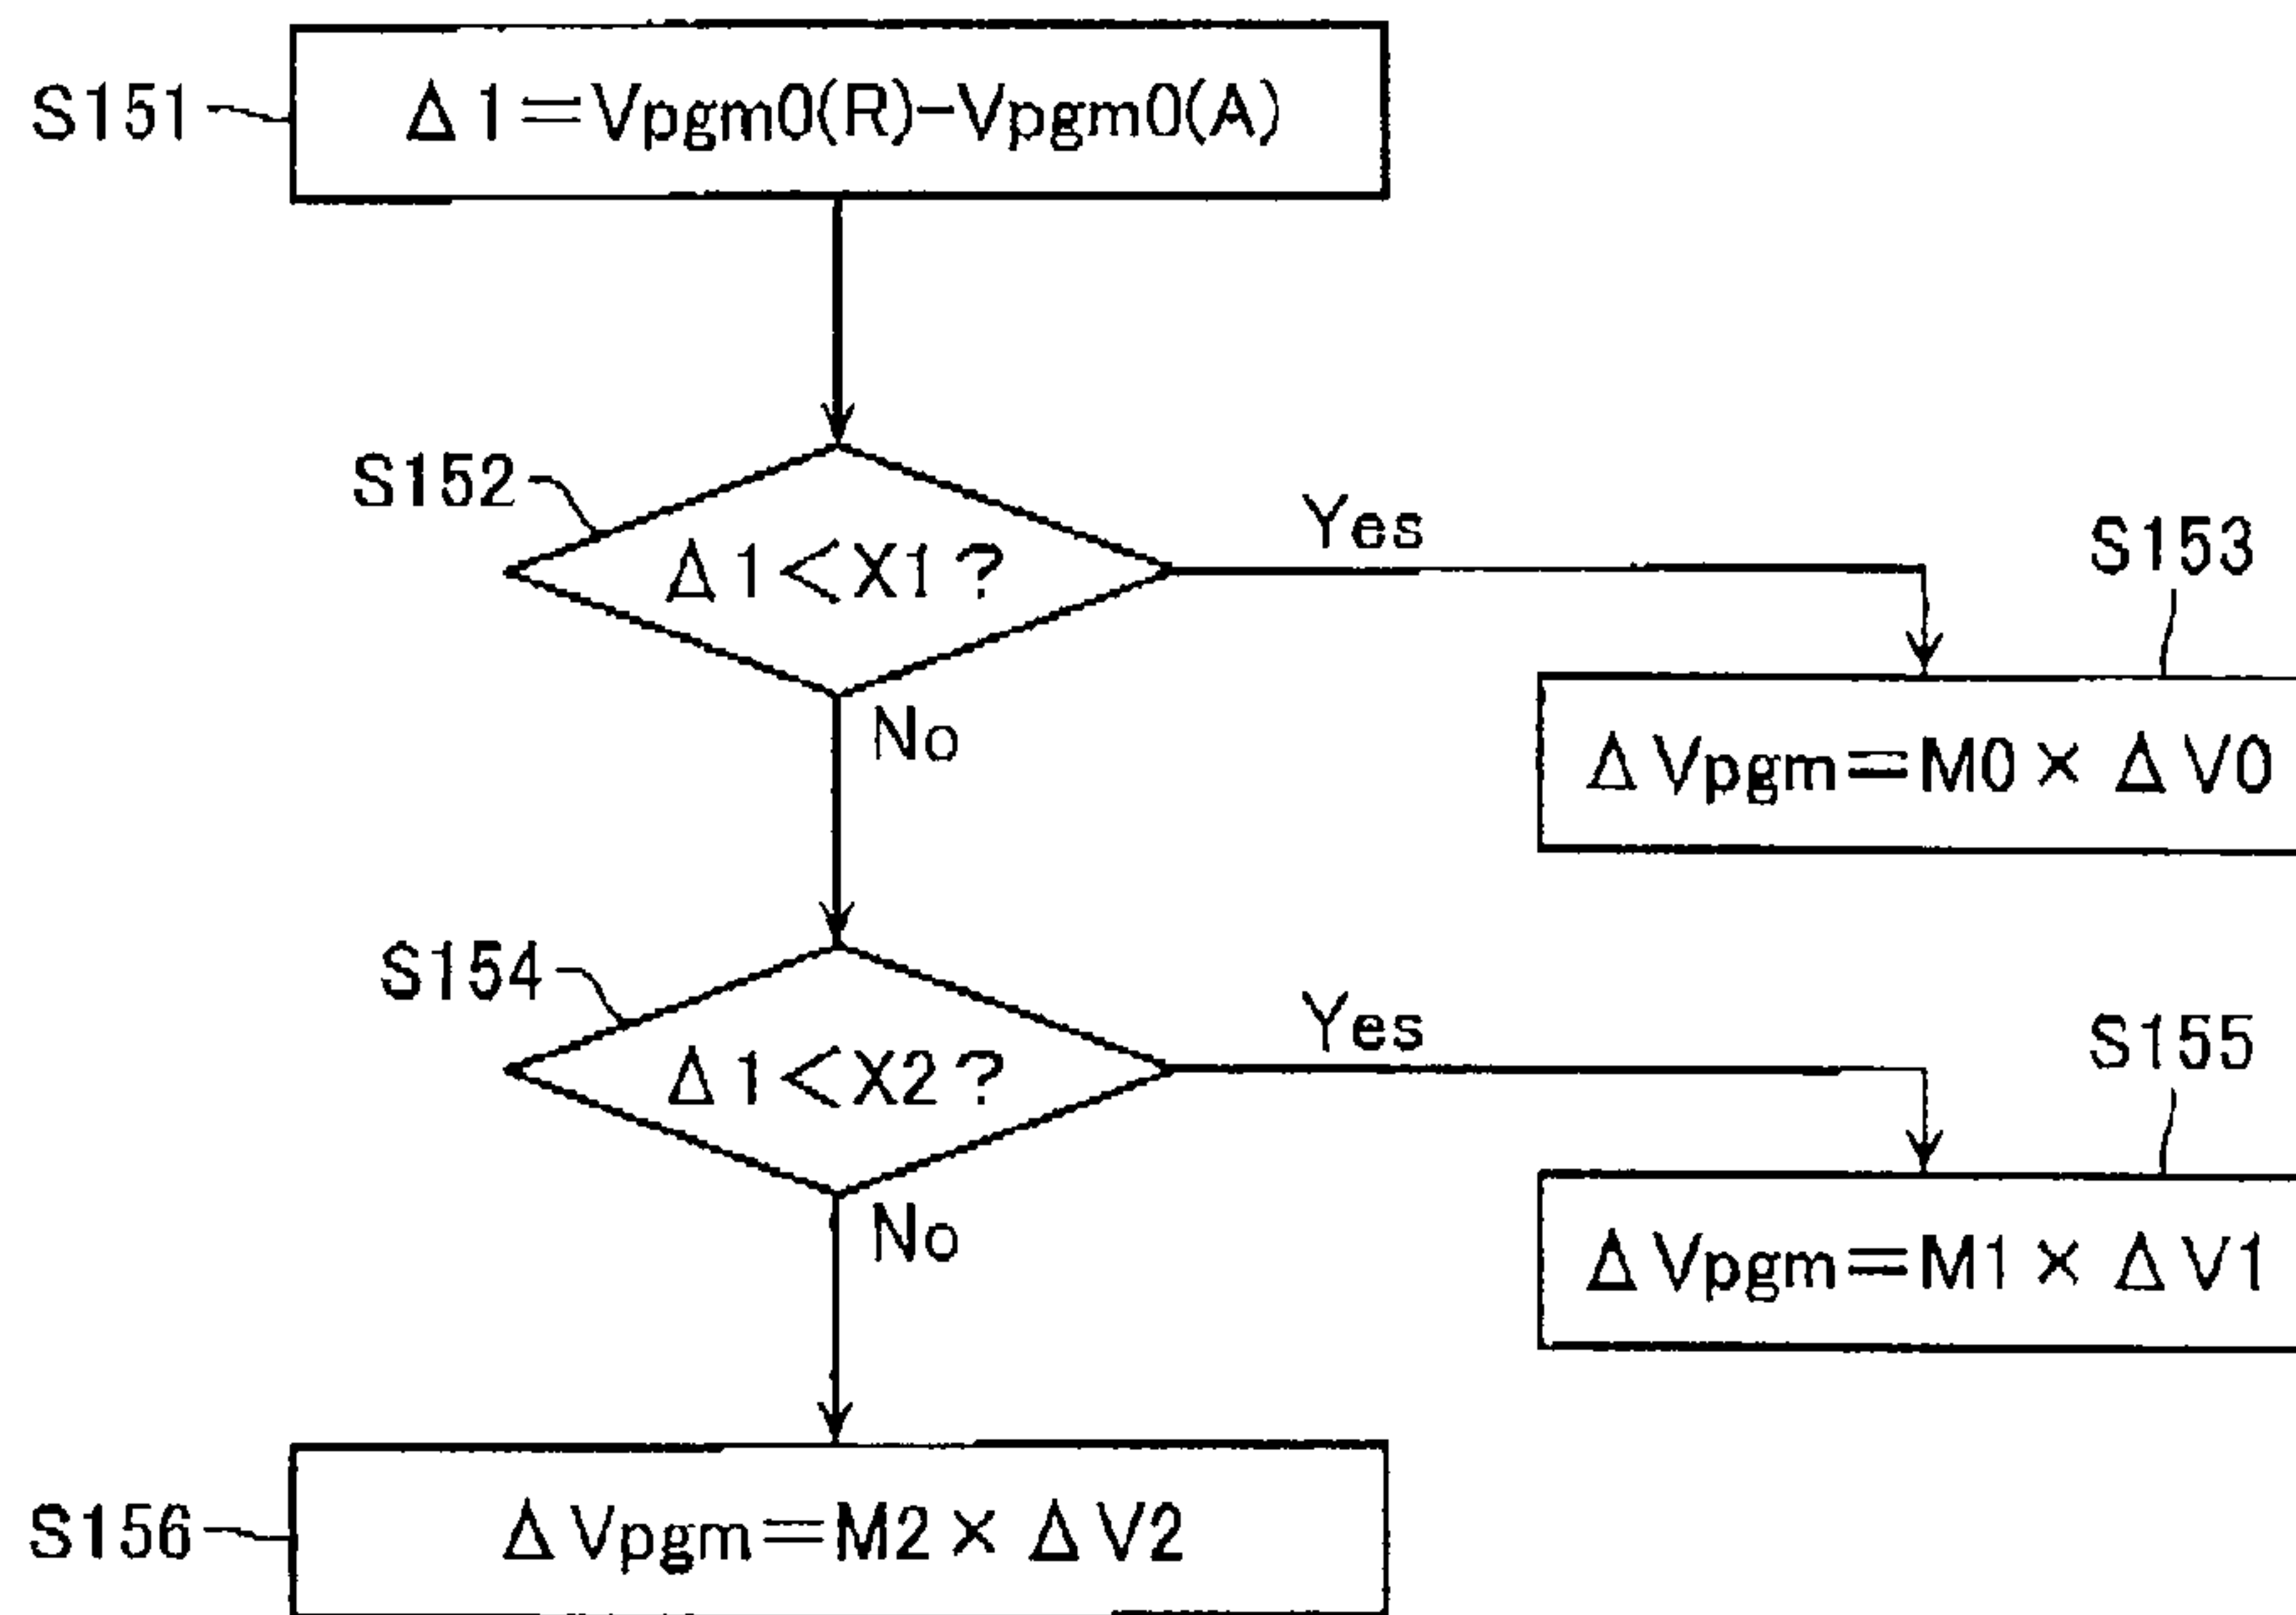 S151
Δ1=Vpgm0(R)-Vpgm0(A)
S152
Δ1<X1?
Yes
S153
ΔVpgm=M0×ΔV0
No
S154
Δ1<X2?
Yes
S155
ΔVpgm=M1×ΔV1
No
S156
ΔVpgm=M2×ΔV2